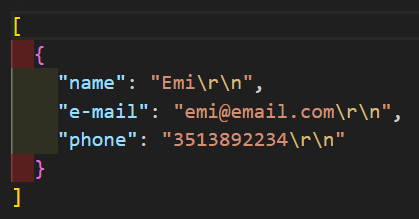 [
{
"name": "Emi\r\n",
"e-mail": "emi@email.com\r\n",
"phone": "3513892234\r\n"
}
]